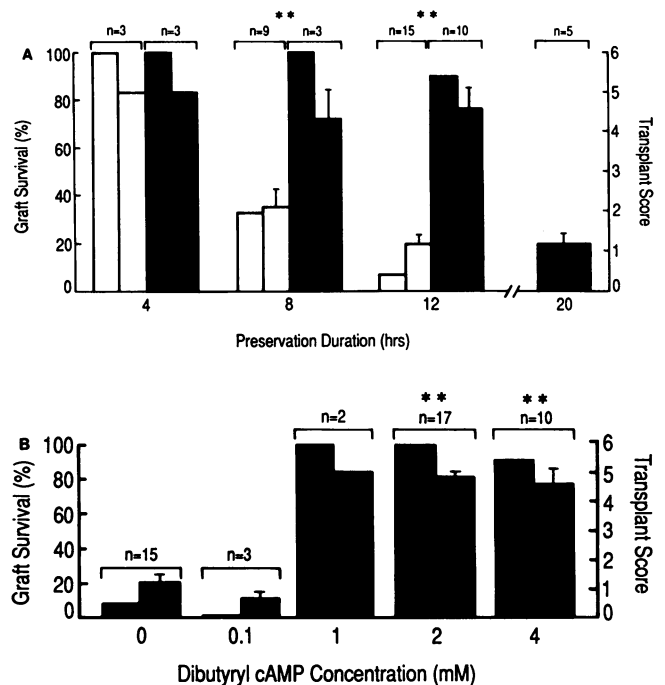 ** **
n=3 n=3 n=9 n=3 n=15 n=10 n=5
A
Graft Survival (%)
100
80
60
40
20
0
6
5
4
3
2
1
0
Transplant Score
4 8 12 20
Preservation Duration (hrs)
** **
n=2 n=17 n=10
B
n=15 n=3
Graft Survival (%)
100
80
60
40
20
0
6
5
4
3
2
1
0
Transplant Score
0 0.1 1 2 4
Dibutyryl cAMP Concentration (mM)